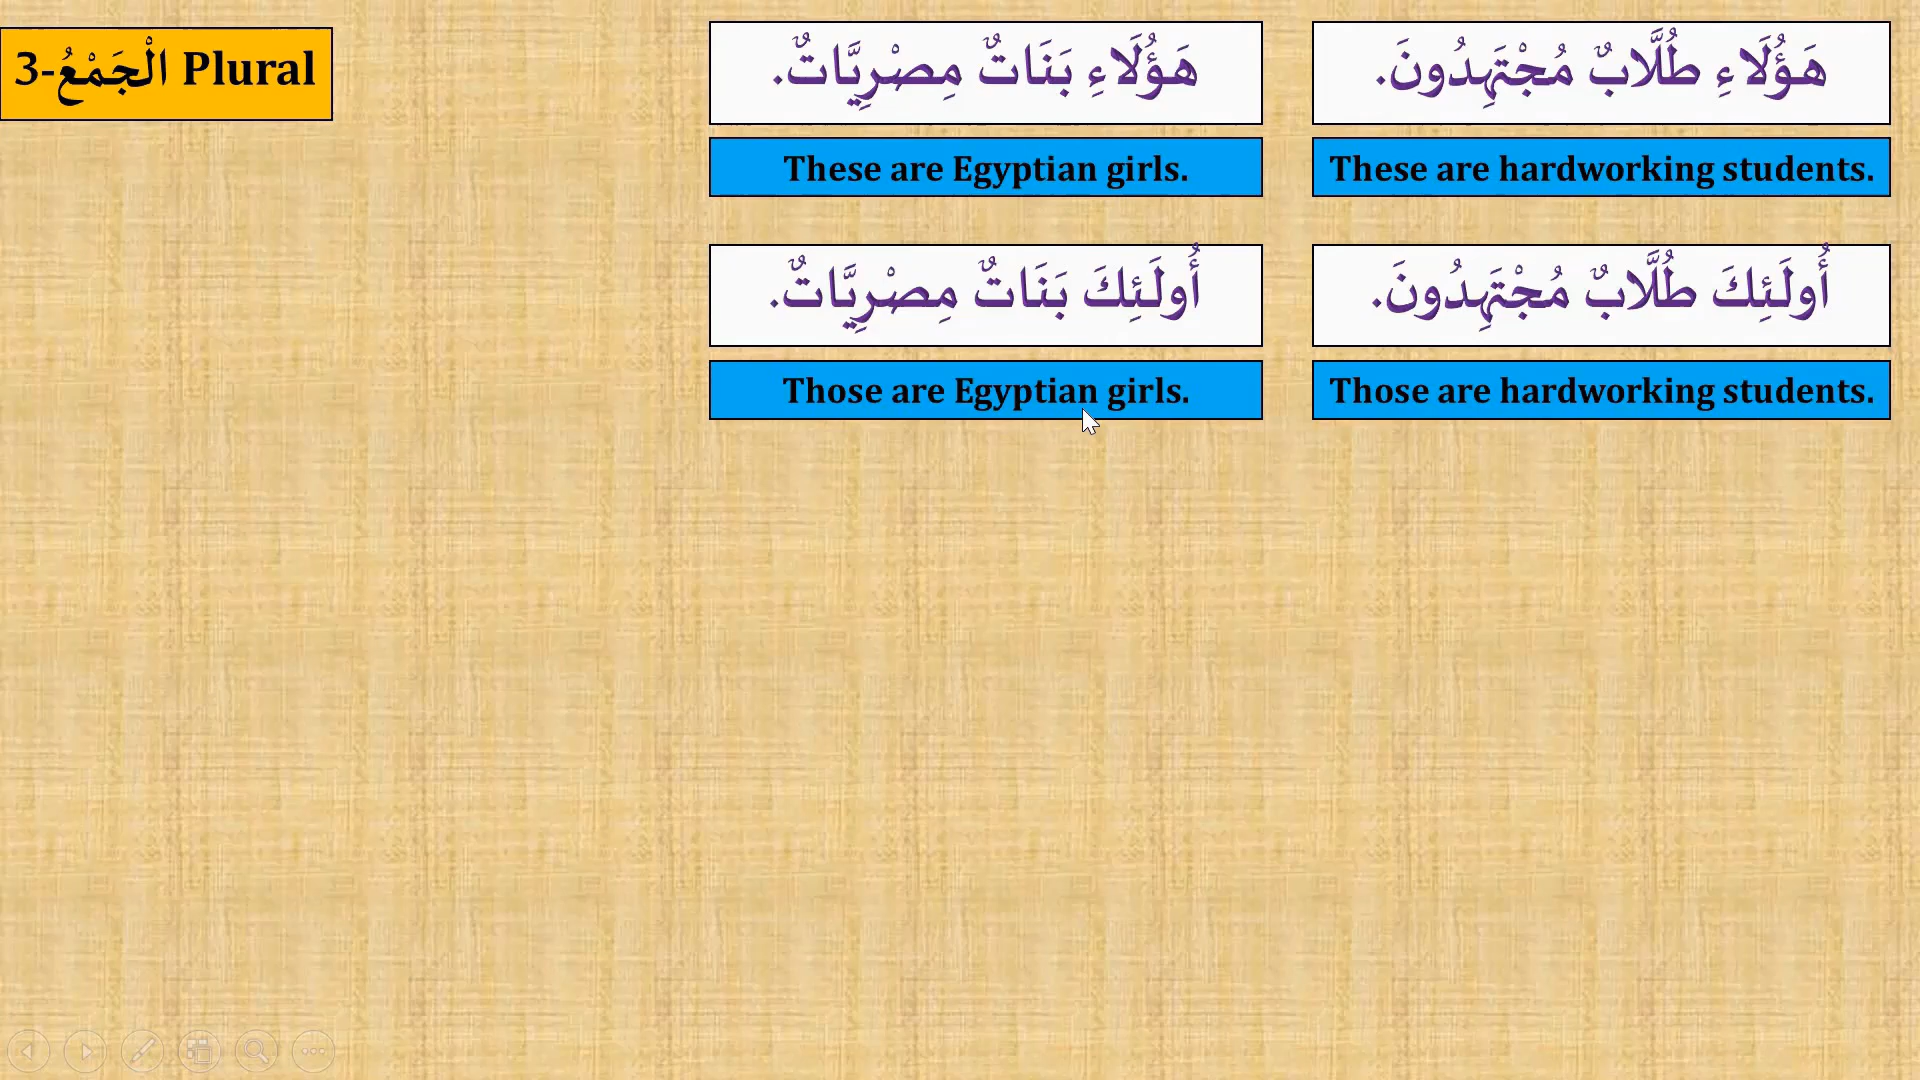 3-الْجَمْعُ Plural
هَؤُلَاءِ طُلَّابٌ مُجْتَهِدُونَ.
These are hardworking students.
هَؤُلَاءِ بَنَاتٌ مِصْرِيَّاتٌ.
These are Egyptian girls.
أُولَئِكَ طُلَّابٌ مُجْتَهِدُونَ.
Those are hardworking students.
أُولَئِكَ بَنَاتٌ مِصْرِيَّاتٌ.
Those are Egyptian girls.